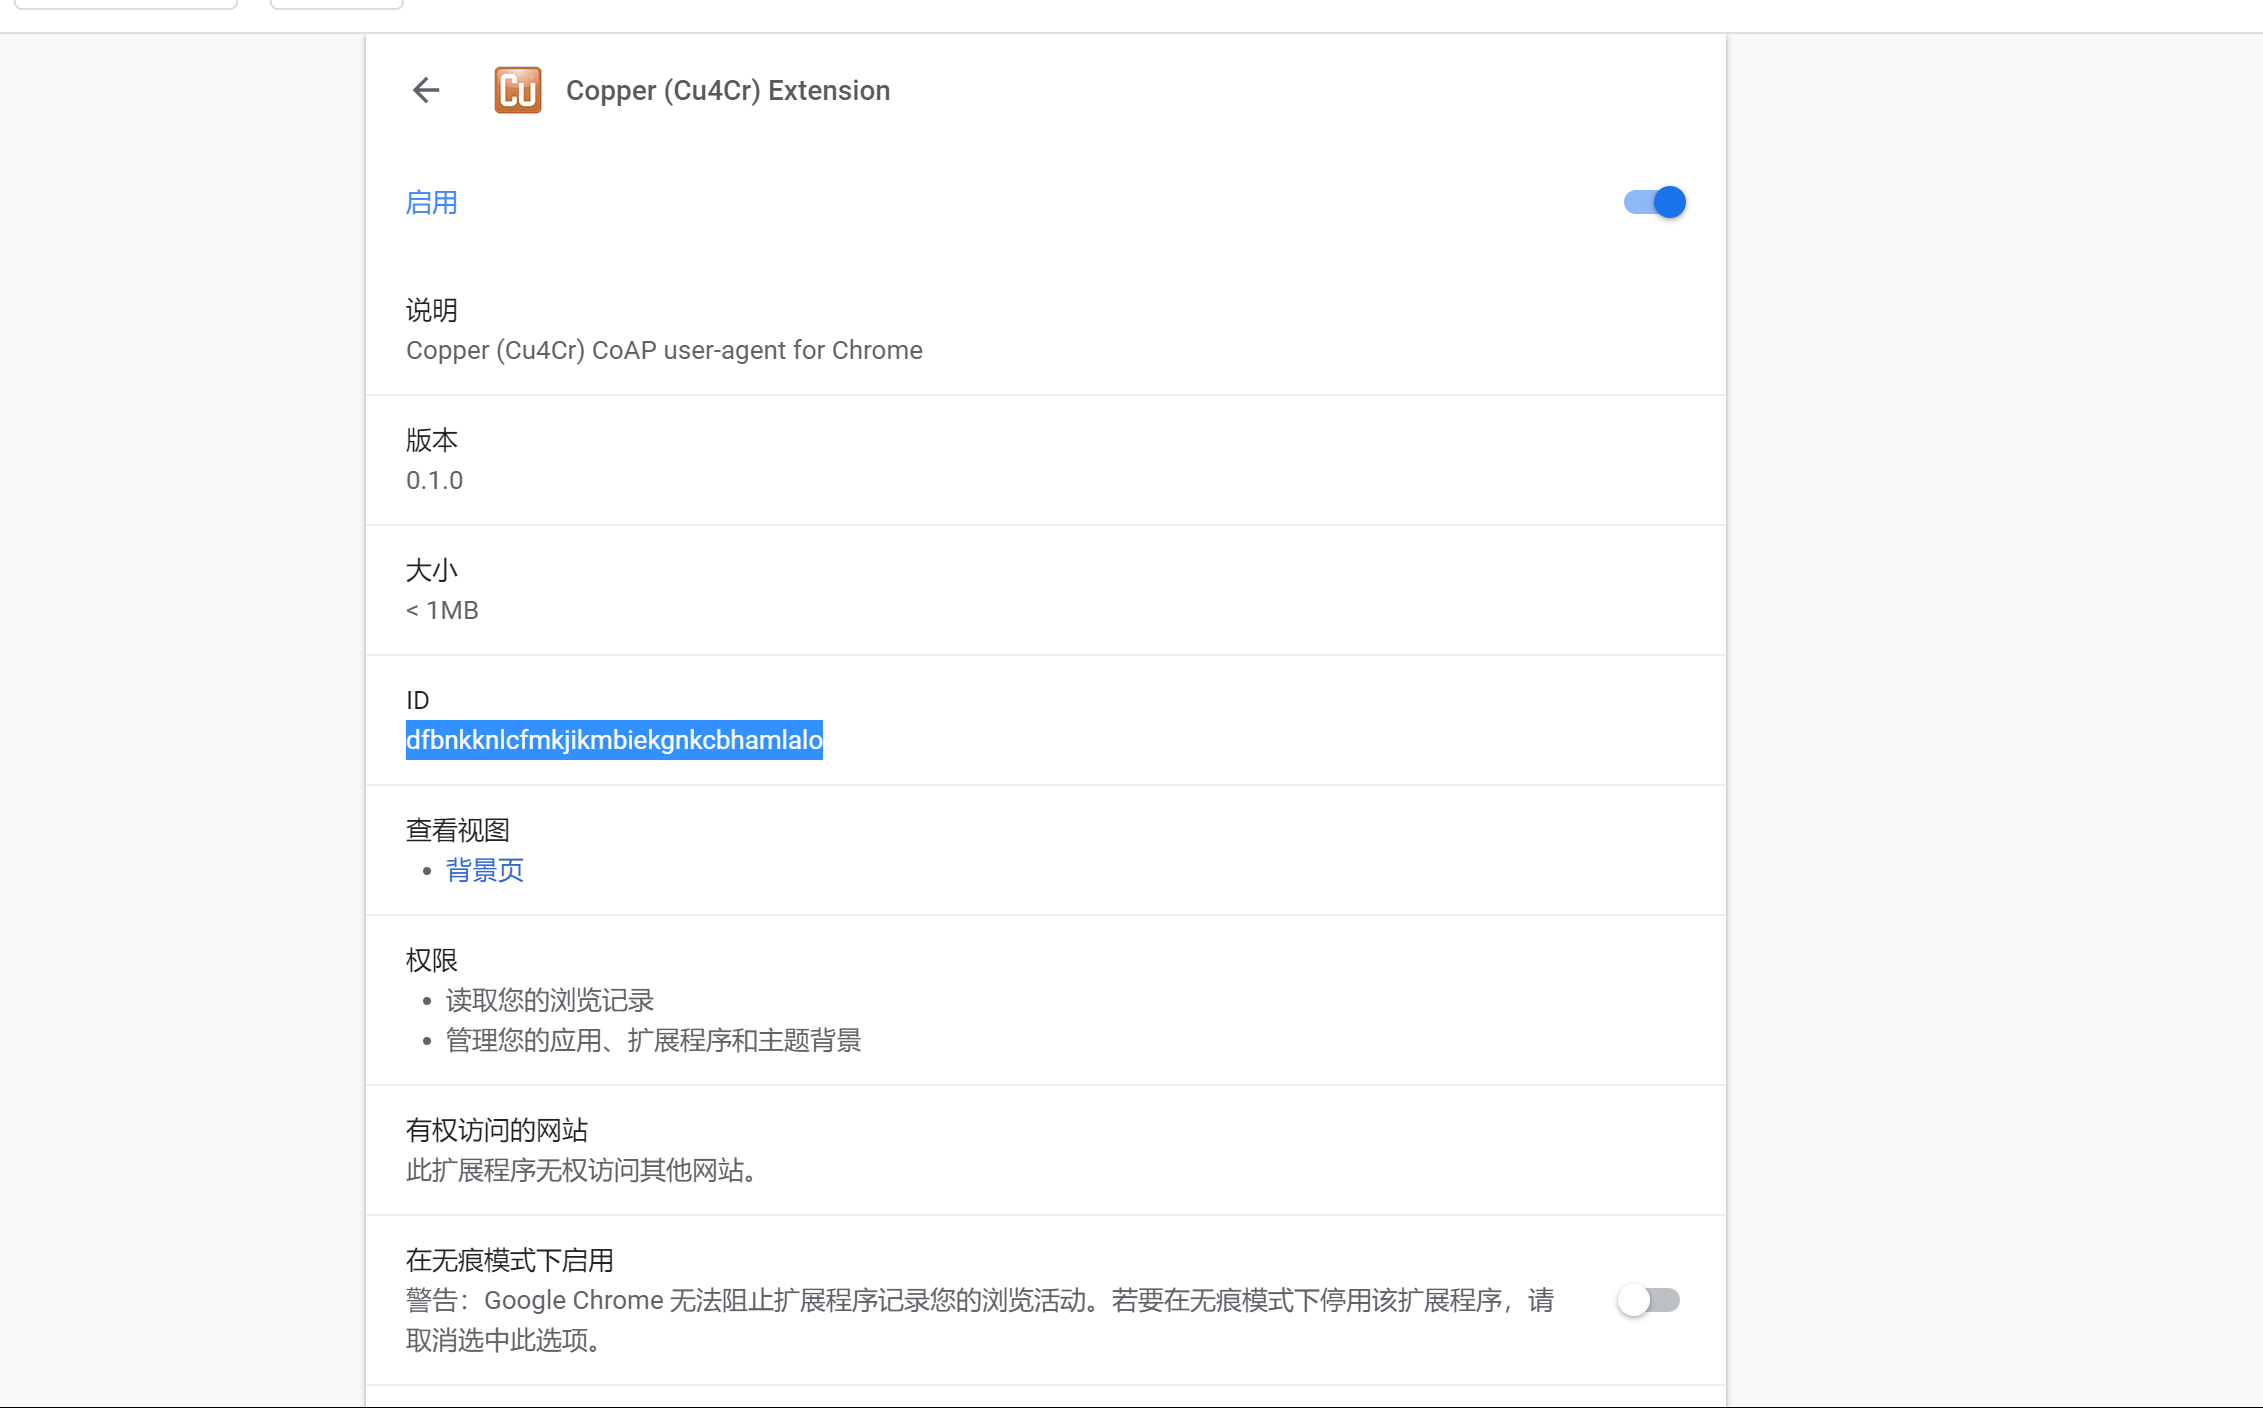 Cu Copper (Cu4Cr) Extension
启用
说明
Copper (Cu4Cr) CoAP user-agent for Chrome
版本
0.1.0
大小
< 1MB
ID
dfbnkknlcfmkjikmbiekgnkcbhamlalo
查看视图
• 背景页
权限
• 读取您的浏览记录
• 管理您的应用、扩展程序和主题背景
有权访问的网站
此扩展程序无权访问其他网站。
在无痕模式下启用
警告：Google Chrome 无法阻止扩展程序记录您的浏览活动。若要在无痕模式下停用该扩展程序，请
取消选中此选项。